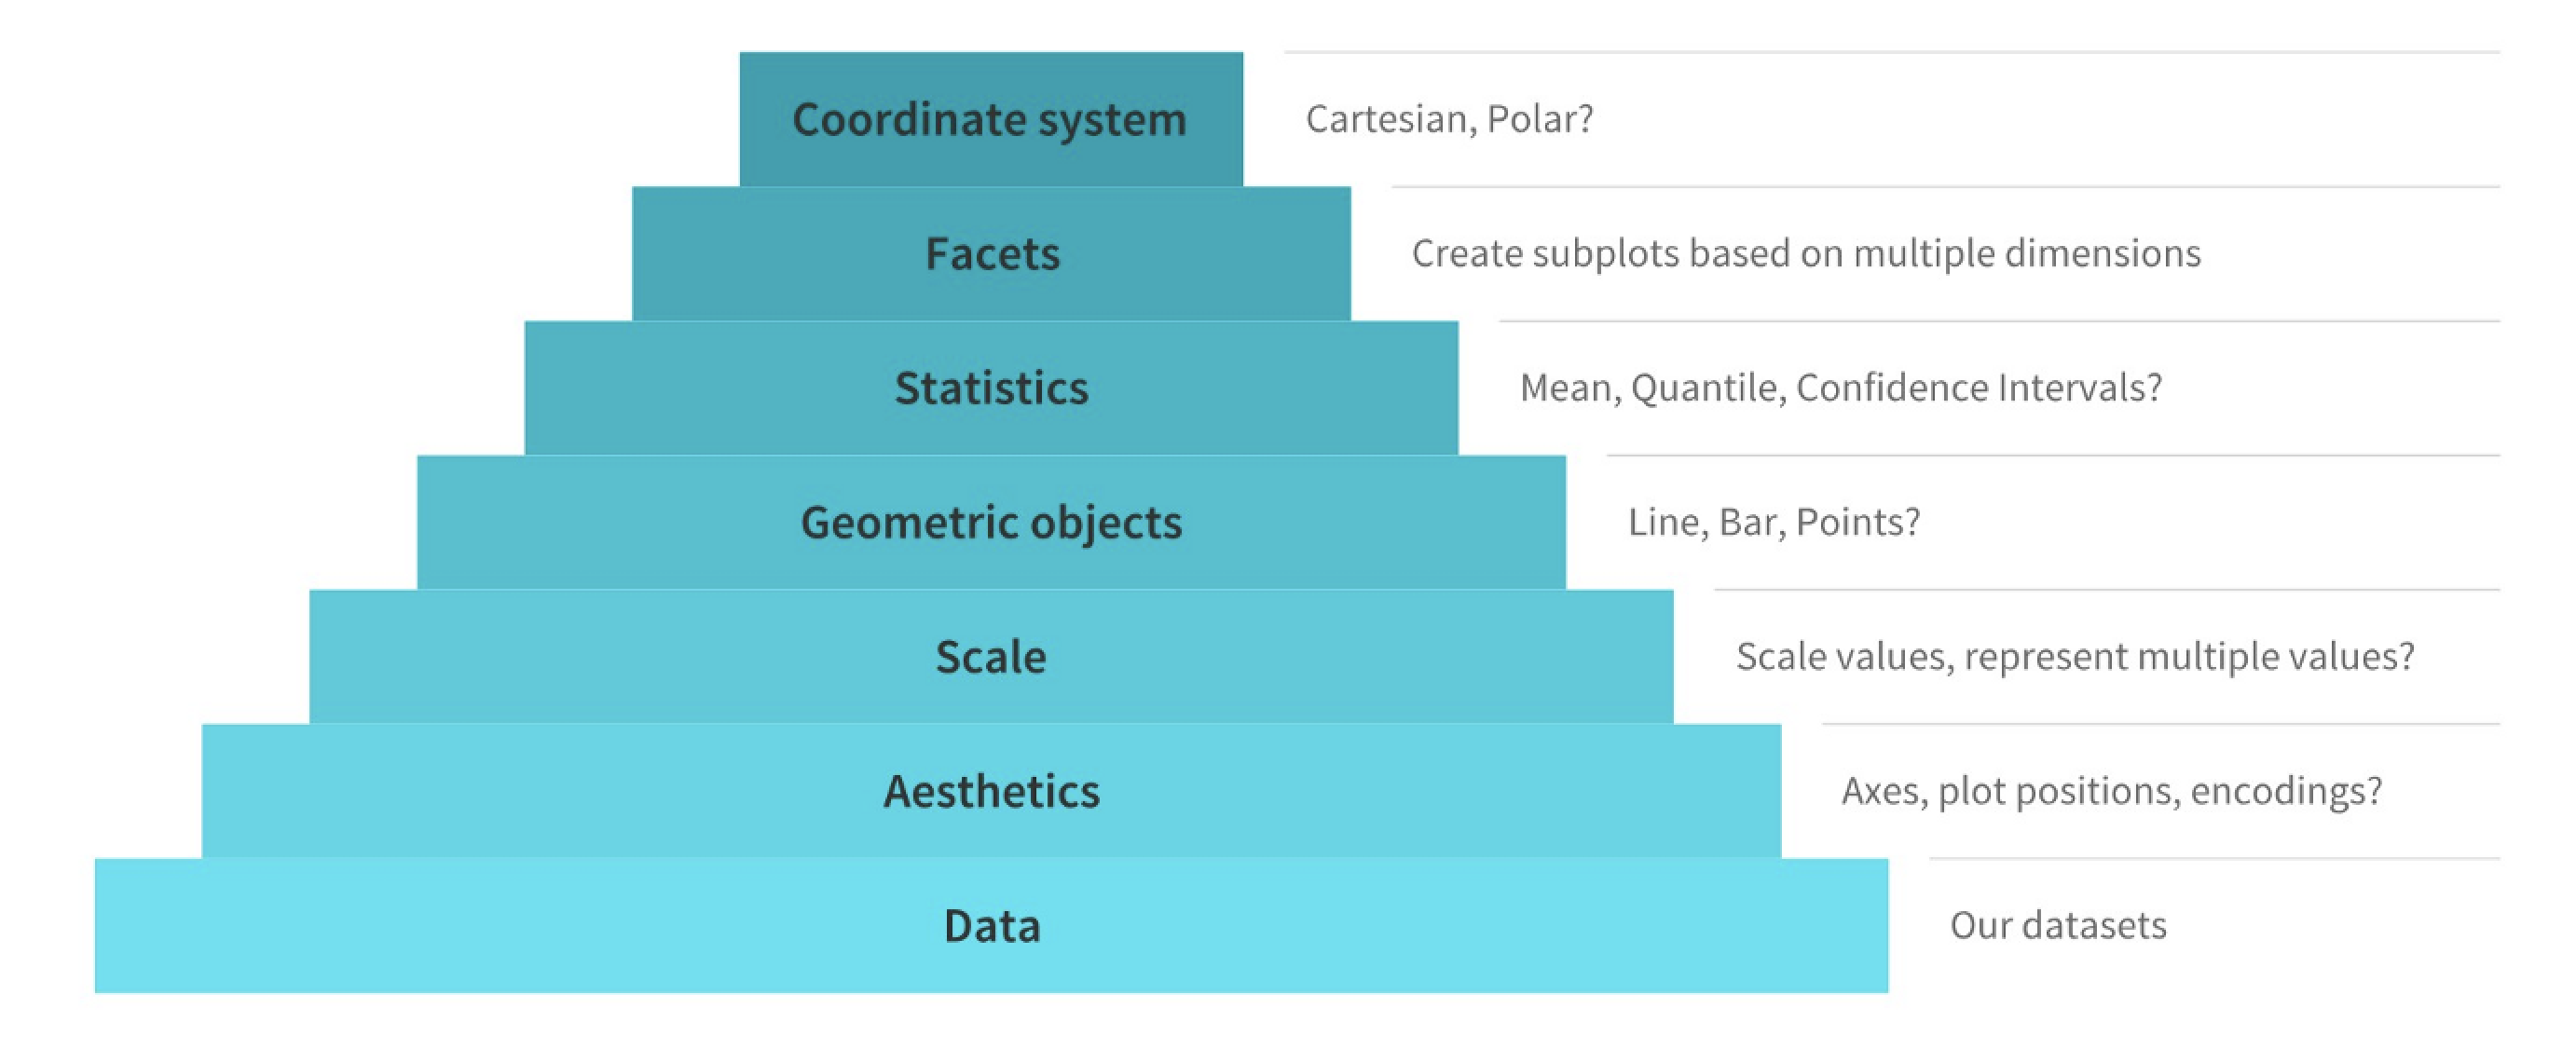 Coordinate system
Cartesian, Polar?
Facets
Create subplots based on multiple dimensions
Statistics
Mean, Quantile, Confidence Intervals?
Geometric objects
Line, Bar, Points?
Scale
Scale values, represent multiple values?
Aesthetics
Axes, plot positions, encodings?
Data
Our datasets